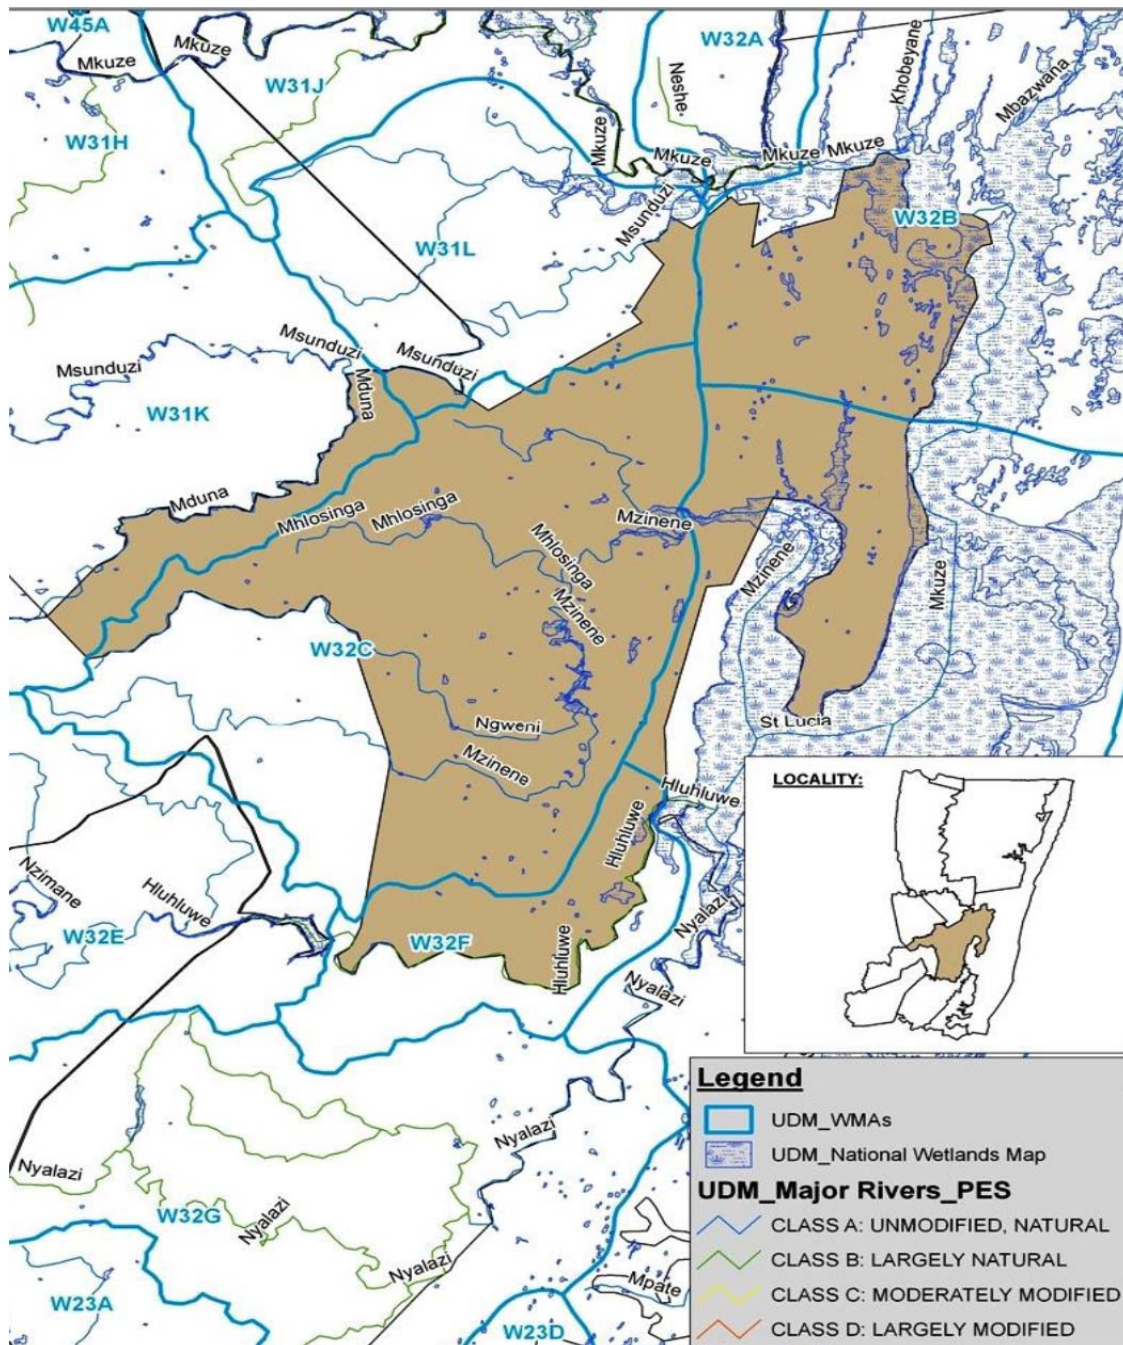 W45A
Mkuze
Mkuze
W31J
W31H
Neshe
W32A
Khobeyane
Mbazwana
Mkuze
Mkuze
Mkuze
Mkuze
Msunduzi
W32B
W31L
Msunduzi
Msunduzi
Msunduzi
Mduna
W31K
Mduna
Mhlosinga
Mhlosinga
Mzinene
Mhlosinga
Mzinene
Mzinene
Mkuze
W32C
Ngweni
St Lucia
Mzinene
Hluhluwe
Hluhluwe
Nzimane
Hluhluwe
W32E
W32F
Hluhluwe
Nyalazi
Nyalazi
LOCALITY:
Nyalazi
Nyalazi
W32G
Nyalazi
Nyalazi
Mpate
W23A
W23D
Legend
UDM_WMAs
UDM_National Wetlands Map
UDM_Major Rivers_PES
CLASS A: UNMODIFIED, NATURAL
CLASS B: LARGELY NATURAL
CLASS C: MODERATELY MODIFIED
CLASS D: LARGELY MODIFIED